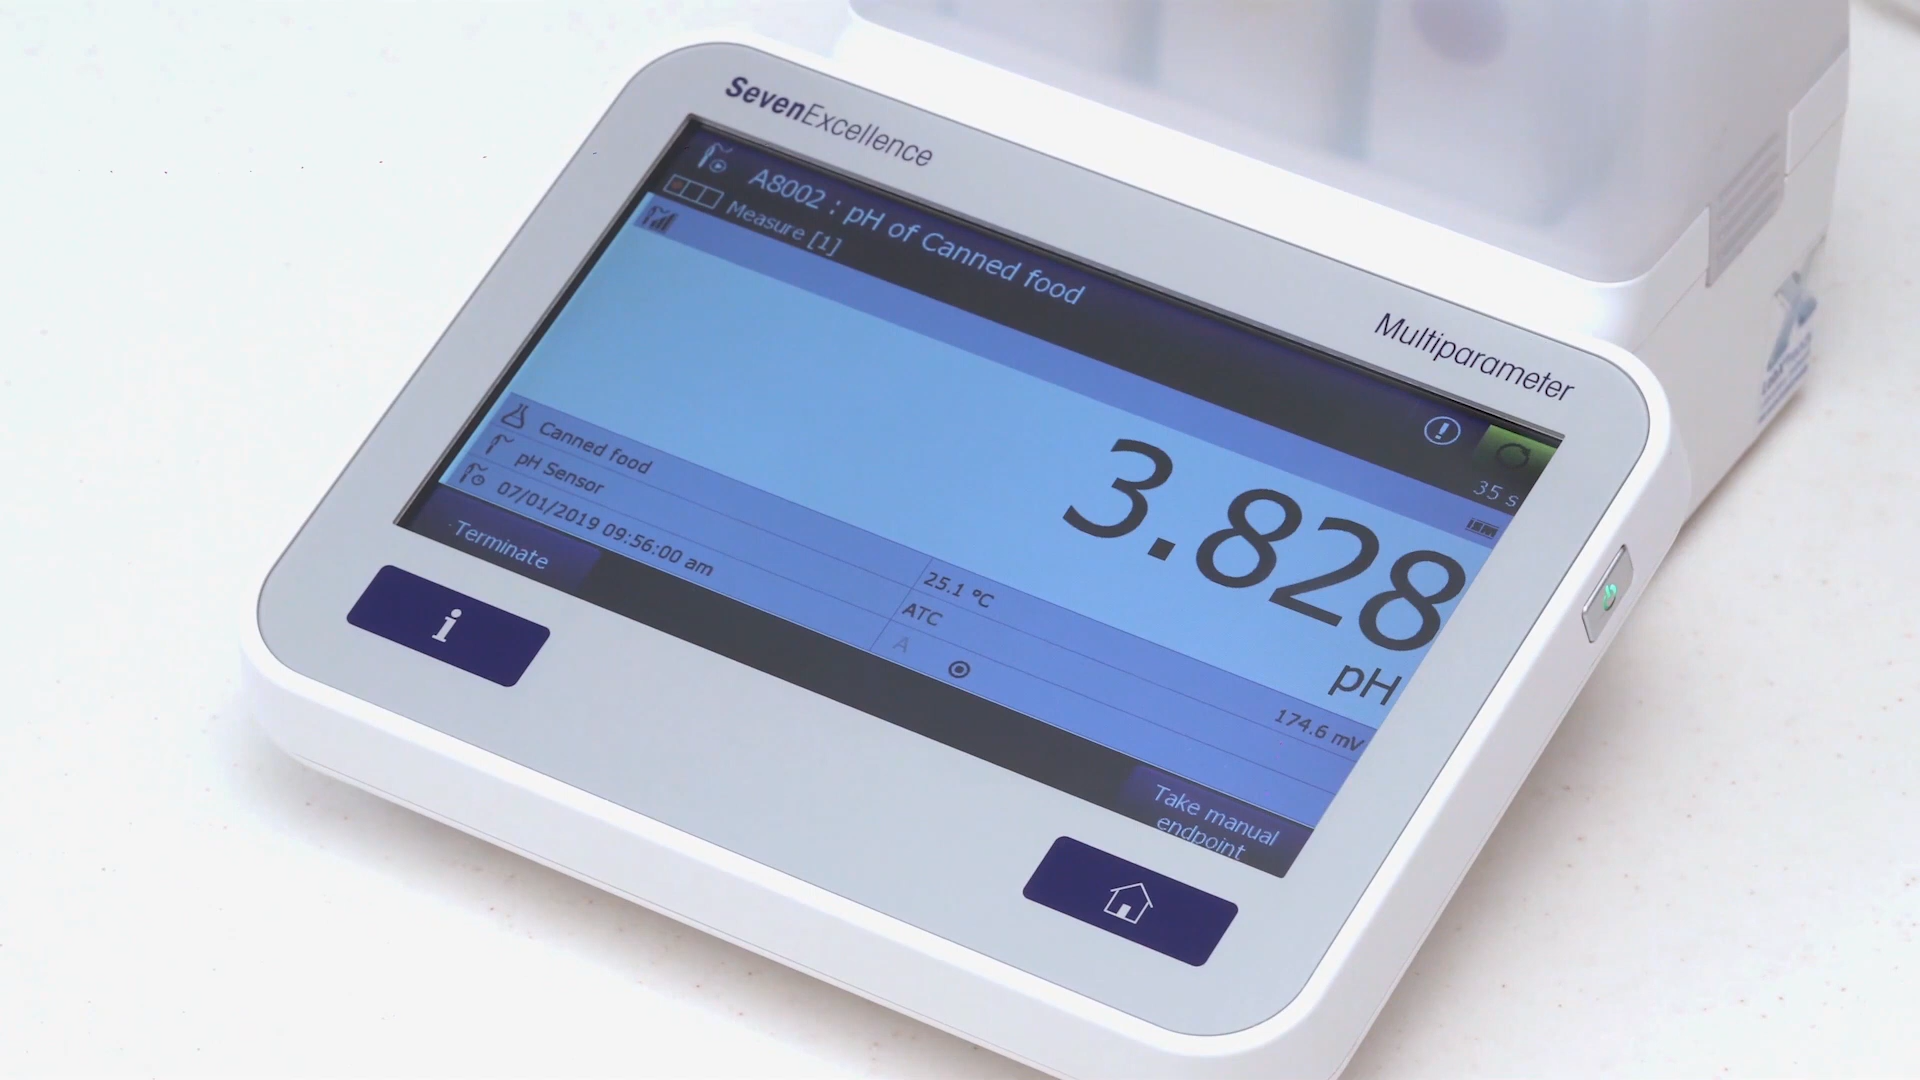 SevenExcellence
A8002 : pH of Canned food
Measure [1]
Multiparameter
35 s
3.828
pH
Canned food
pH Sensor
07/01/2019 09:56:00 am
25.1 °C
ATC
A
174.6 mV
Terminate
Take manual
endpoint
i